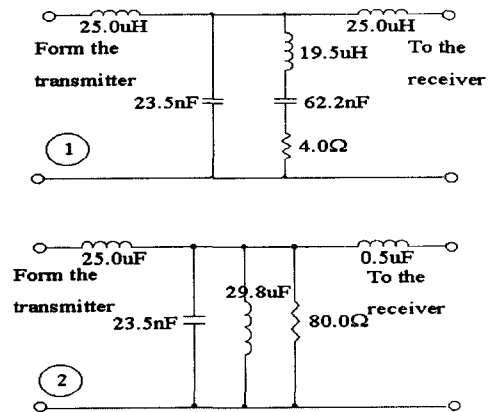 25.0uH
25.0uH
Form the
transmitter
19.5uH
To the
receiver
23.5nF
62.2nF
4.0Ω
1
25.0uF
0.5uF
Form the
transmitter
To the
receiver
29.8uF
23.5nF
80.0Ω
2